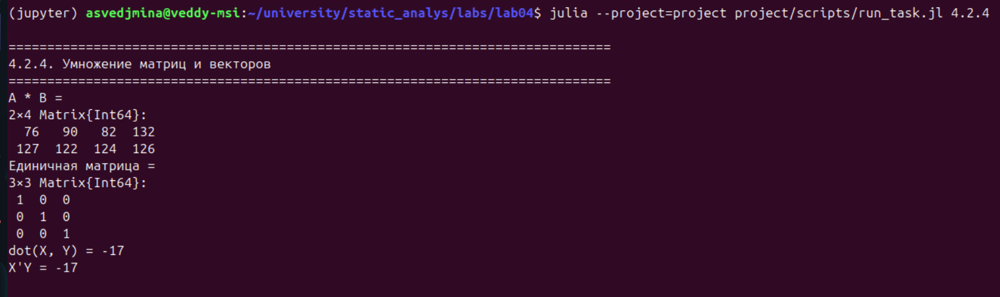 (jupyter) asvedjmina@veddy-msi:~/university/static_analys/labs/lab04$ julia --project=project project/scripts/run_task.jl 4.2.4
==============================================================================
4.2.4. Умножение матриц и векторов
==============================================================================
A * B =
2×4 Matrix{Int64}:
  76   90   82  132
 127  122  124  126
Единичная матрица =
3×3 Matrix{Int64}:
 1  0  0
 0  1  0
 0  0  1
dot(X, Y) = -17
X'Y = -17